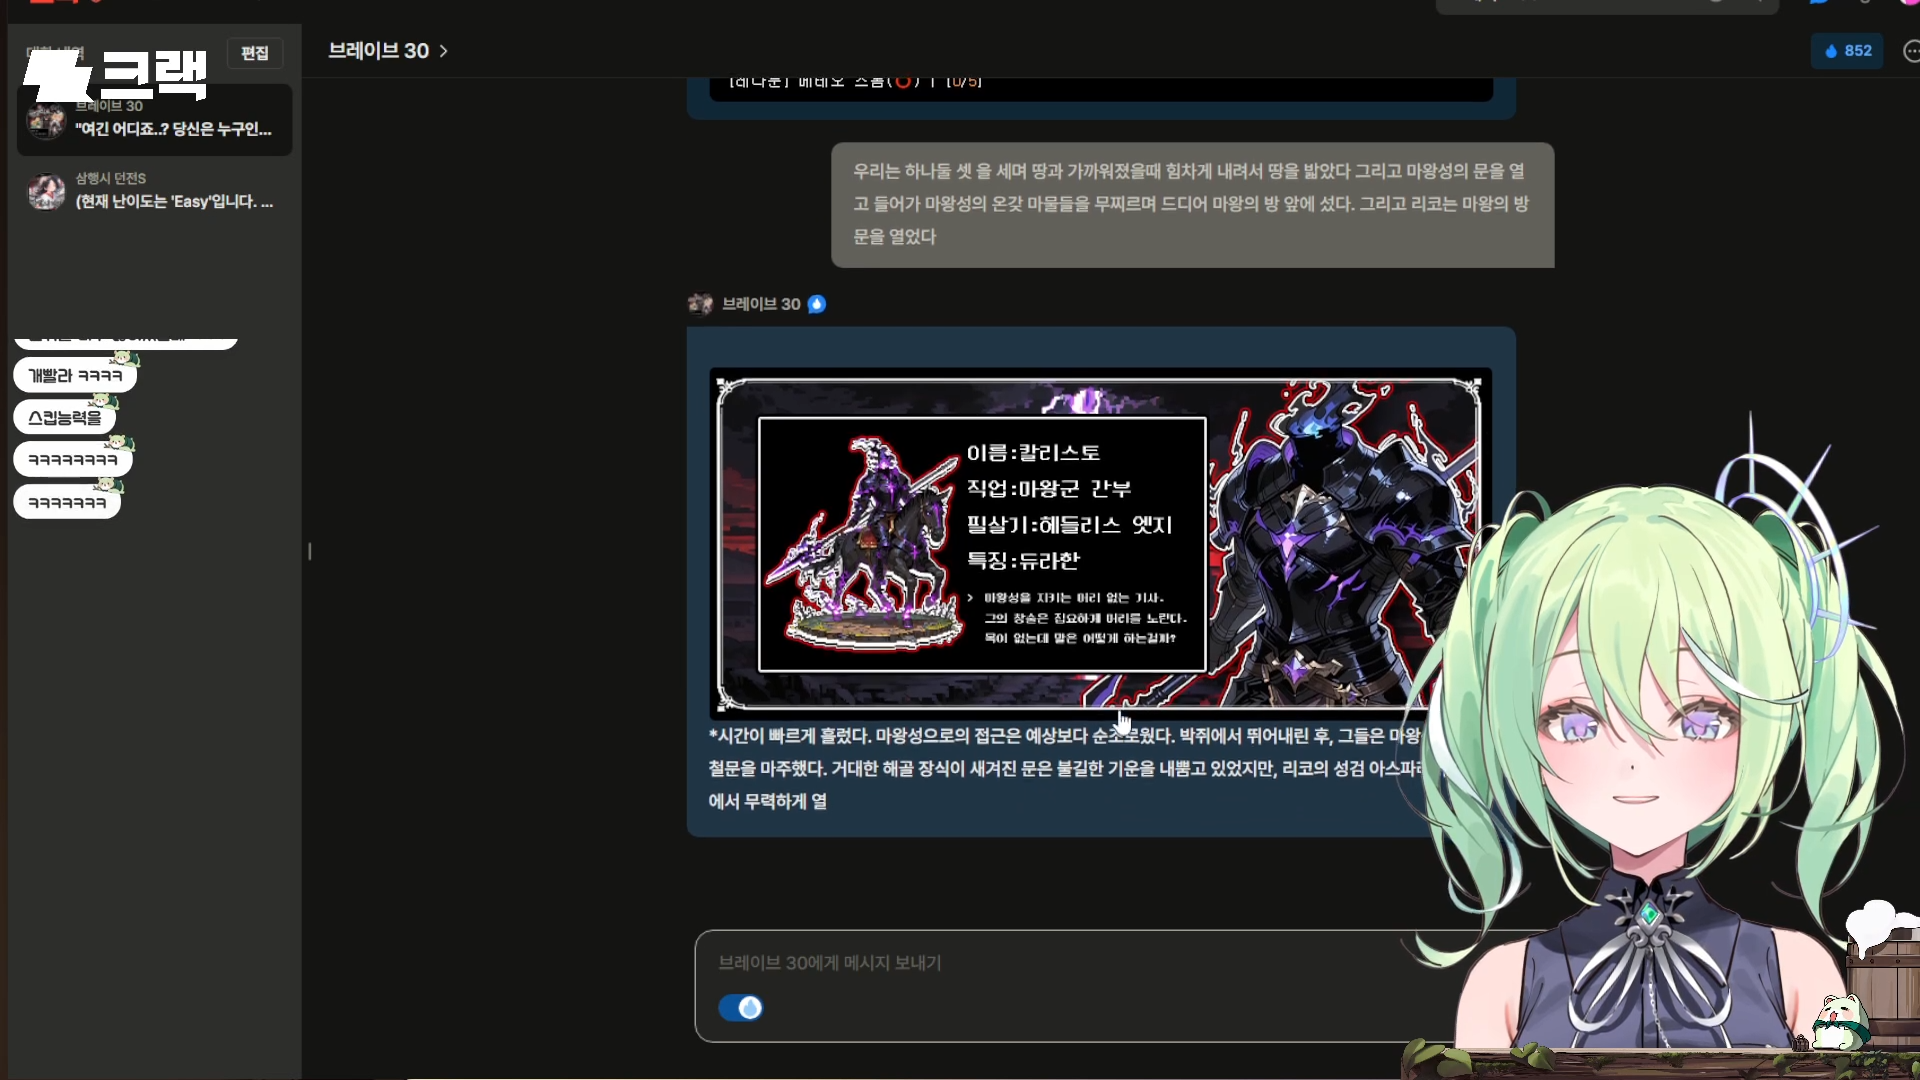 크랙
편집
브레이브 30
"여긴 어디죠..? 당신은 누구인...
삼행시 던전S
(현재 난이도는 'Easy'입니다. ...
개빨라 ㅋㅋㅋㅋ
스킵능력을
ㅋㅋㅋㅋㅋㅋㅋㅋ
ㅋㅋㅋㅋㅋㅋㅋ
브레이브 30
852
[레다문] 메테오 스톰(⭕) | [0/5]
우리는 하나둘 셋 을 세며 땅과 가까워졌을때 힘차게 내려서 땅을 밟았다 그리고 마왕성의 문을 열
고 들어가 마왕성의 온갖 마물들을 무찌르며 드디어 마왕의 방 앞에 섰다. 그리고 리코는 마왕의 방
문을 열었다
브레이브 30
이름:칼리스토
직업:마왕군 간부
필살기:헤들리스 엣지
특징:듀라한
> 마왕성을 지키는 머리 없는 기사.
그의 창술은 집요하게 머리를 노린다.
목이 없는데 말은 어떻게 하는걸까?
*시간이 빠르게 흘렀다. 마왕성으로의 접근은 예상보다 순조로웠다. 박쥐에서 뛰어내린 후, 그들은 마왕
철문을 마주했다. 거대한 해골 장식이 새겨진 문은 불길한 기운을 내뿜고 있었지만, 리코의 성검 아스파
에서 무력하게 열
브레이브 30에게 메시지 보내기